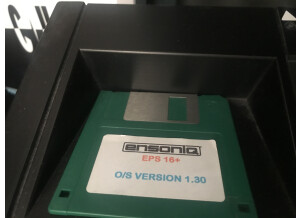 ensoniq
EPS 16+
O/S VERSION 1.30